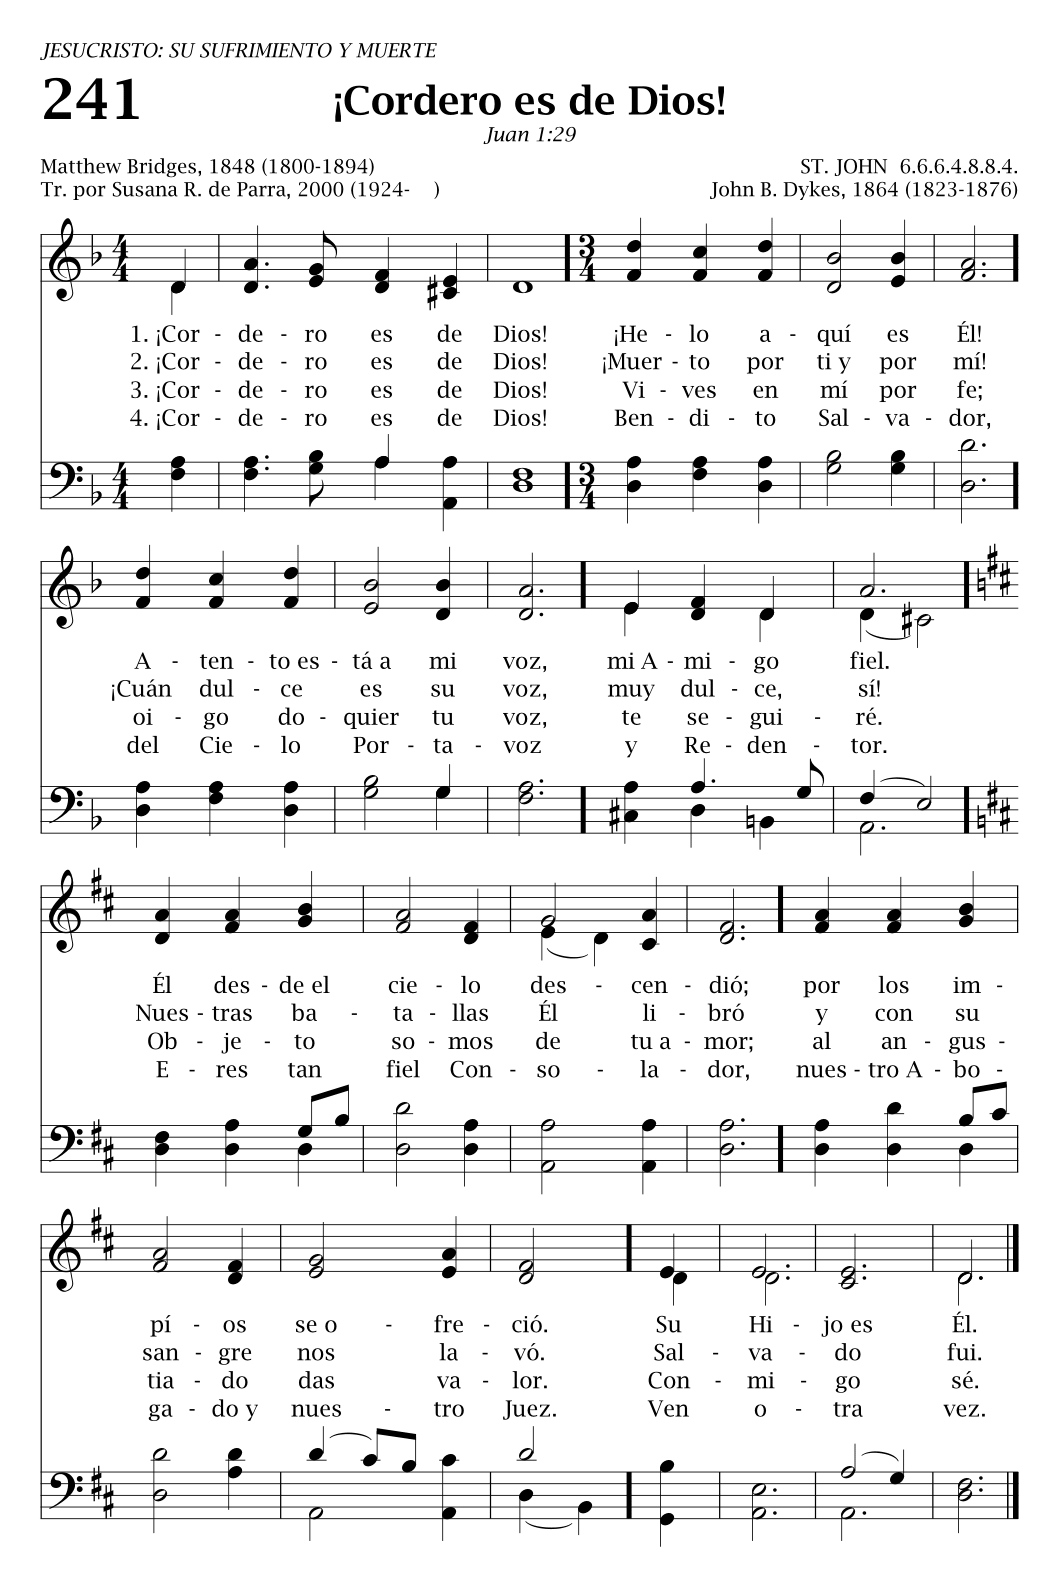 JESUCRISTO: SU SUFRIMIENTO Y MUERTE
241
¡Cordero es de Dios!
Juan 1:29
Matthew Bridges, 1848 (1800-1894)
Tr. por Susana R. de Parra, 2000 (1924- )
ST. JOHN 6.6.6.4.8.8.4.
John B. Dykes, 1864 (1823-1876)
1. ¡Cor - de - ro es de Dios! ¡He - lo a - quí es Él!
2. ¡Cor - de - ro es de Dios! ¡Muer - to por ti y por mí!
3. ¡Cor - de - ro es de Dios! Vi - ves en mí por fe;
4. ¡Cor - de - ro es de Dios! Ben - di - to Sal - va - dor,
A - ten - to es - tá a mi voz, mi A - mi - go fiel.
¡Cuán dul - ce es su voz, muy dul - ce, sí!
oi - go do - quier tu voz, te se - gui - ré.
del Cie - lo Por - ta - voz y Re - den - tor.
Él des - de el cie - lo des - cen - dió; por los im -
Nues - tras ba - ta - llas Él li - bró y con su
Ob - je - to so - mos de tu a - mor; al an - gus -
E - res tan fiel Con - so - la - dor, nues - tro A - bo -
pí - os se o - fre - ció. Su Hi - jo es Él.
san - gre nos la - vó. Sal - va - do fui.
tia - do das va - lor. Con - mi - go sé.
ga - do y nues - tro Juez. Ven o - tra vez.